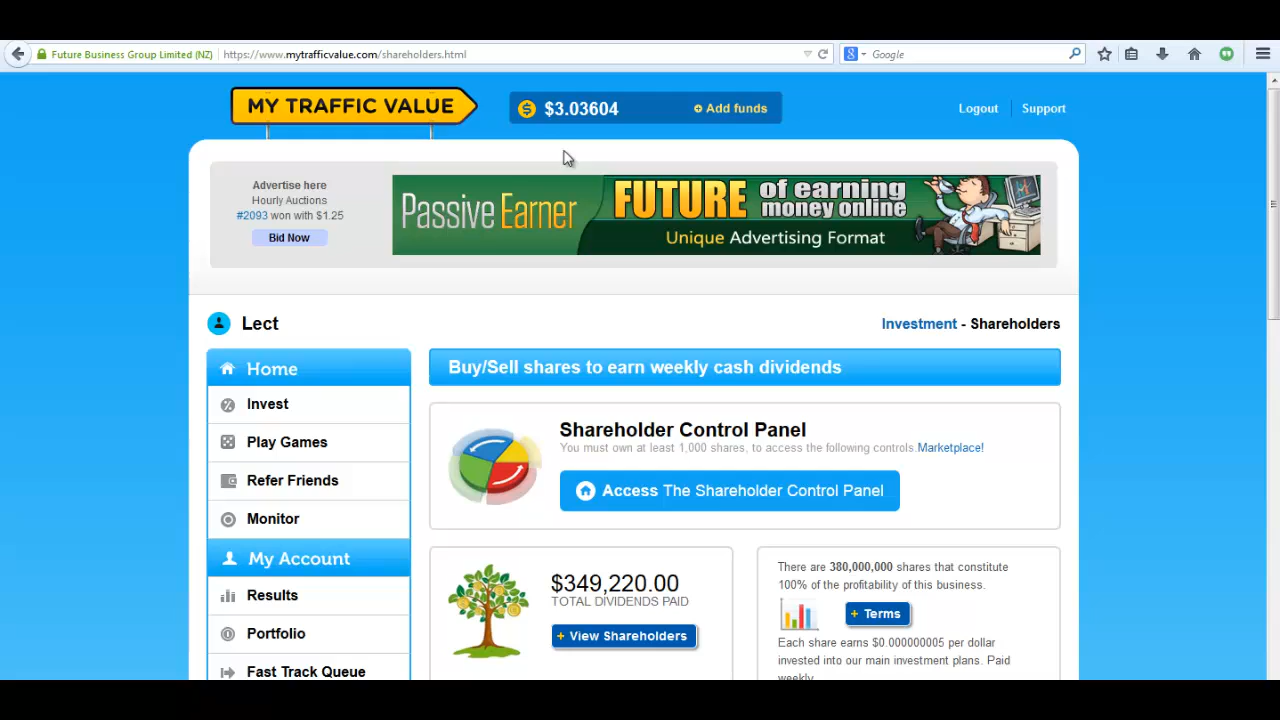 Future Business Group Limited (NZ) https://www.mytrafficvalue.com/shareholders.html Google
MY TRAFFIC VALUE $3.03604 Add funds Logout Support
Advertise here
Hourly Auctions
#2093 won with $1.25
Bid Now
Passive Earner FUTURE of earning money online
Unique Advertising Format
Lect
Investment - Shareholders
Home
Invest
Play Games
Refer Friends
Monitor
My Account
Results
Portfolio
Fast Track Queue
Buy/Sell shares to earn weekly cash dividends
Shareholder Control Panel
You must own at least 1,000 shares, to access the following controls.Marketplace!
Access The Shareholder Control Panel
$349,220.00
TOTAL DIVIDENDS PAID
+ View Shareholders
There are 380,000,000 shares that constitute
100% of the profitability of this business.
+ Terms
Each share earns $0.000000005 per dollar
invested into our main investment plans. Paid
weekly.